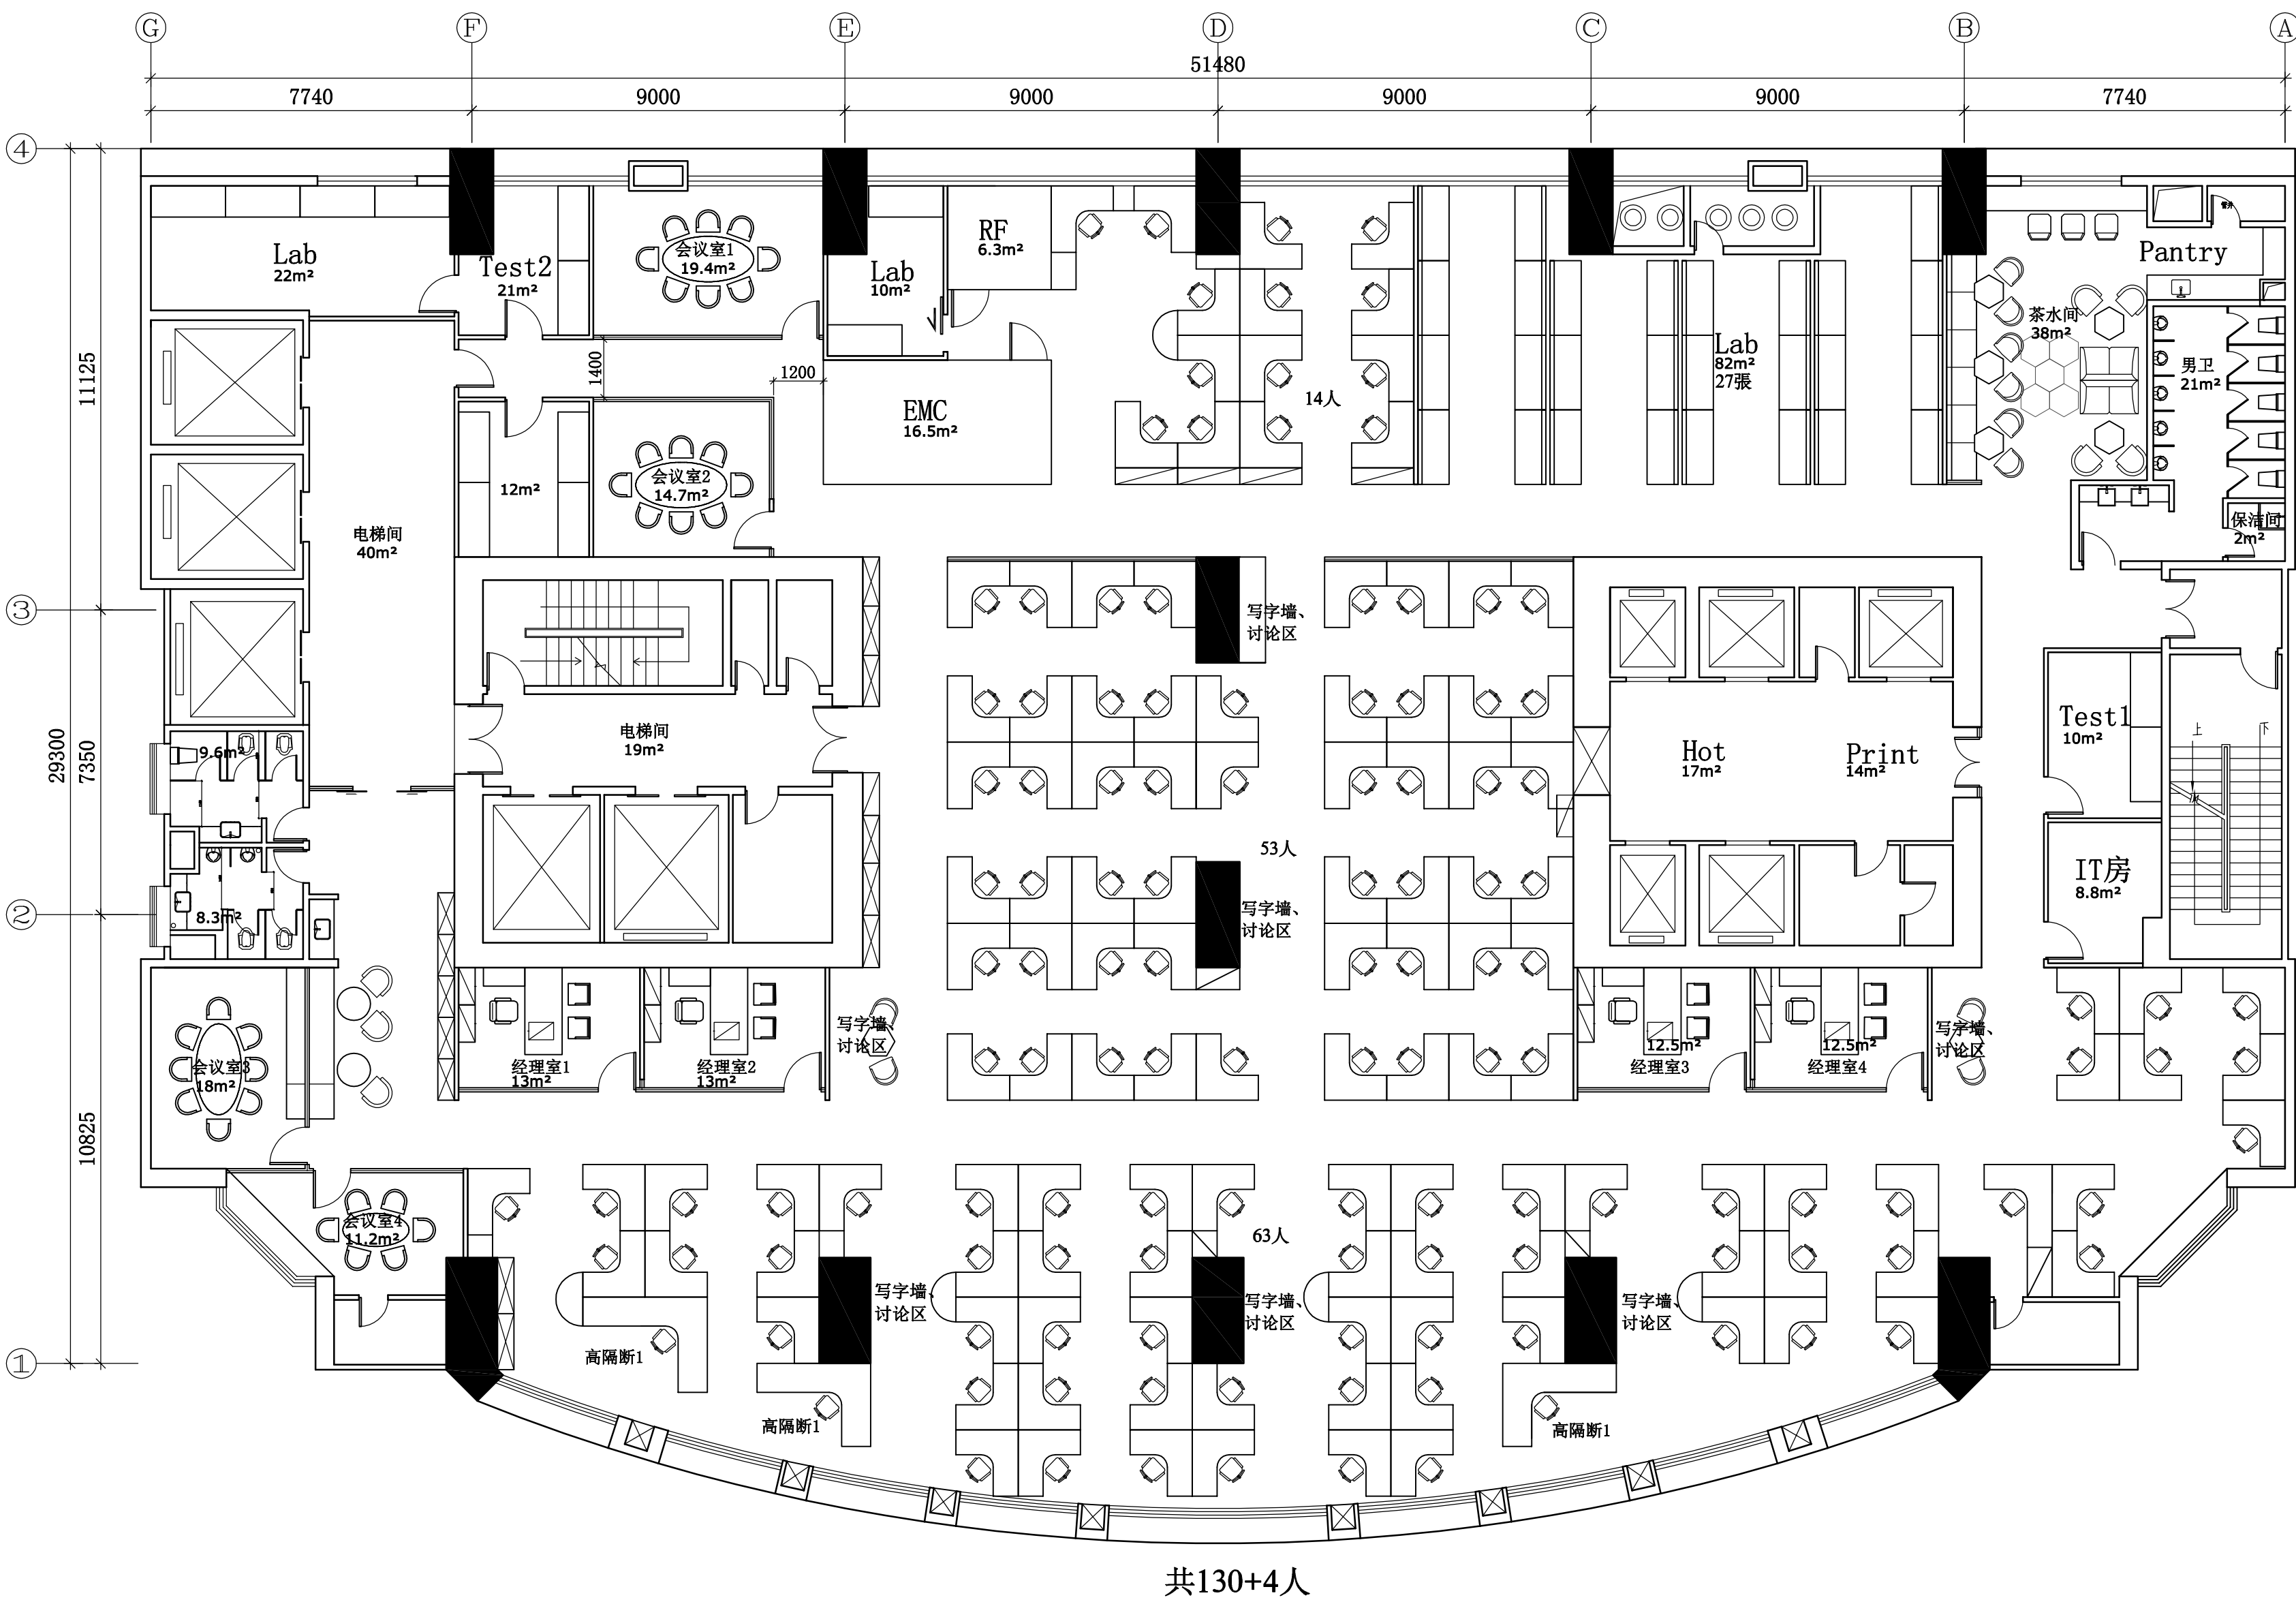 G F E D C B A
51480
7740 9000 9000 9000 9000 7740
4
3
2
1
29300
11125
7350
10825
Lab
22m²
Test2
21m²
会议室1
19.4m²
Lab
10m²
RF
6.3m²
EMC
16.5m²
1400
1200
14人
Lab
82m²
27張
管井
Pantry
茶水间
38m²
男卫
21m²
保洁间
2m²
会议室2
14.7m²
12m²
电梯间
40m²
写字墙、
讨论区
电梯间
19m²
Hot
17m²
Print
14m²
Test1
10m²
上
下
IT房
8.8m²
9.6m²
8.3m²
53人
写字墙、
讨论区
会议室3
18m²
经理室1
13m²
经理室2
13m²
写字墙、
讨论区
12.5m²
经理室3
12.5m²
经理室4
写字墙、
讨论区
会议室4
11.2m²
63人
写字墙、
讨论区
写字墙、
讨论区
写字墙、
讨论区
高隔断1
高隔断1
高隔断1
共130+4人